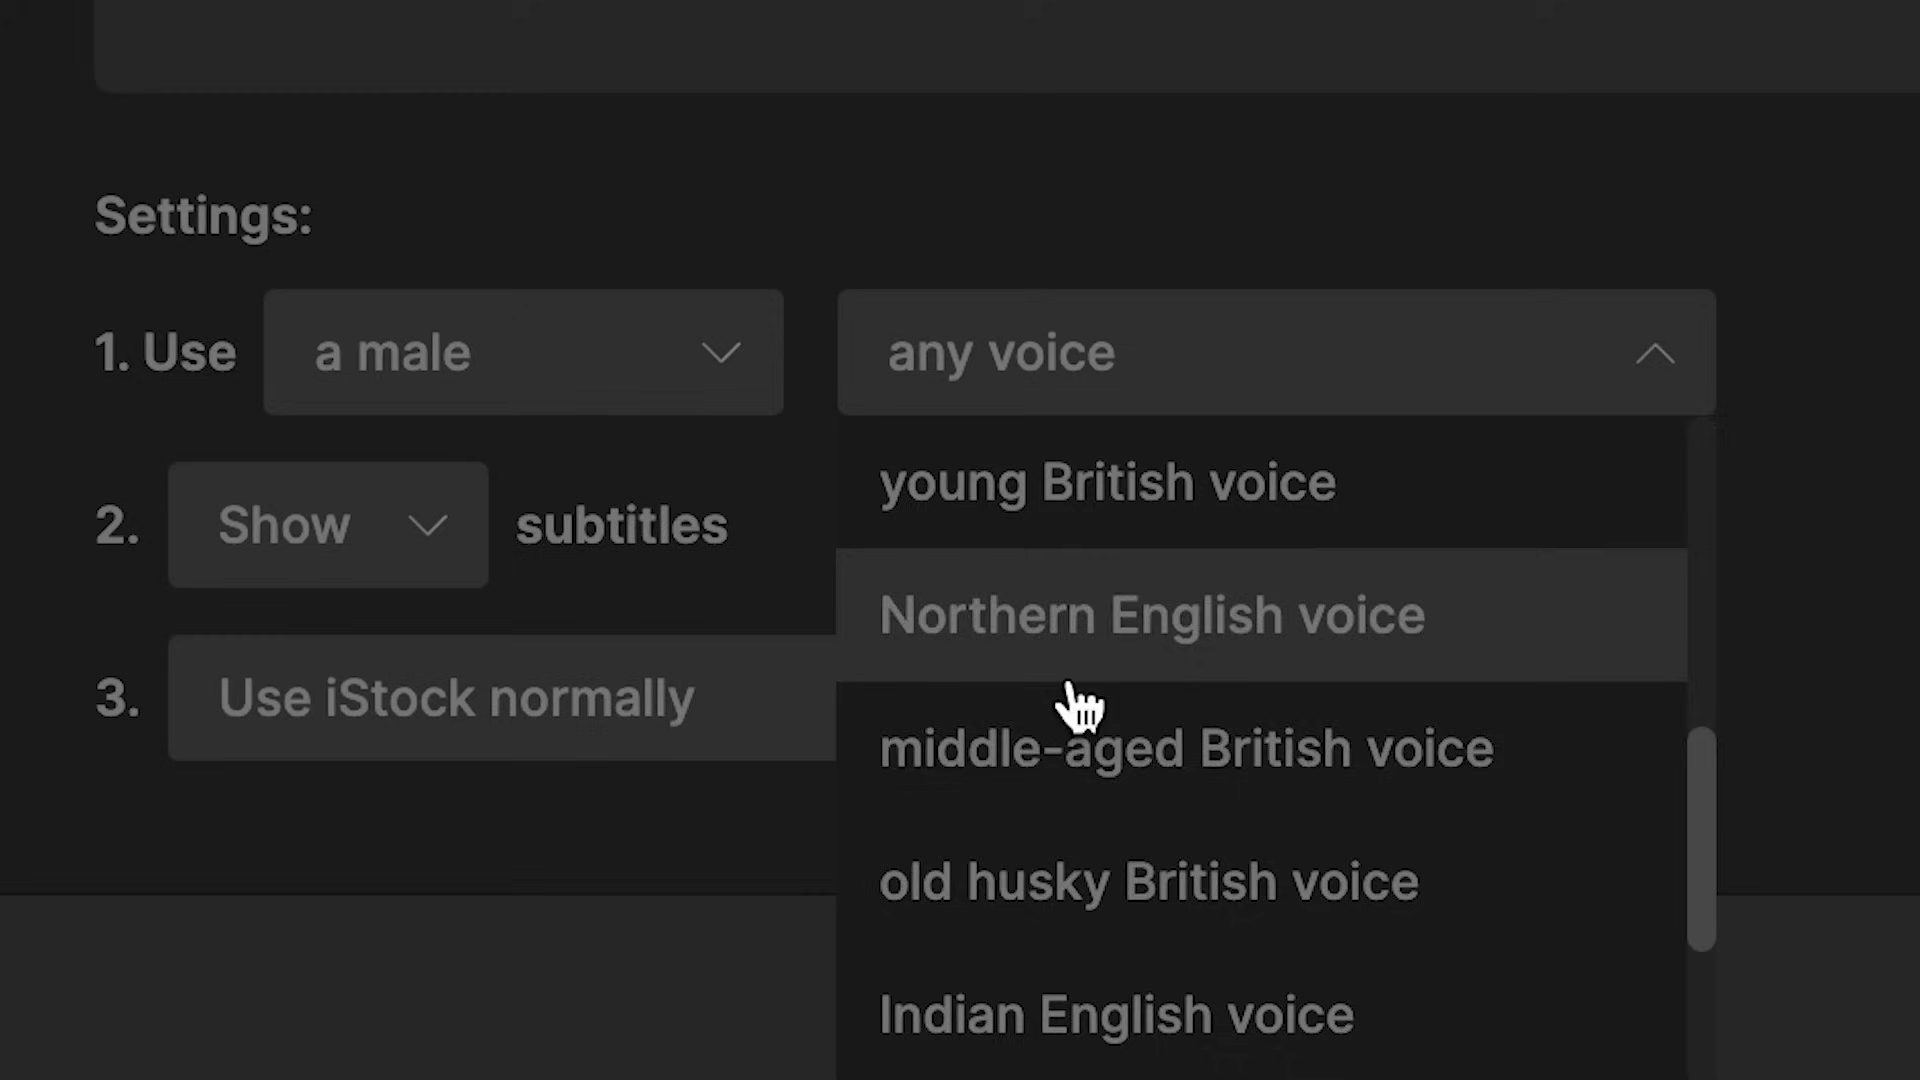 Settings:
1. Use a male any voice
young British voice
2. Show subtitles
Northern English voice
3. Use iStock normally
middle-aged British voice
old husky British voice
Indian English voice